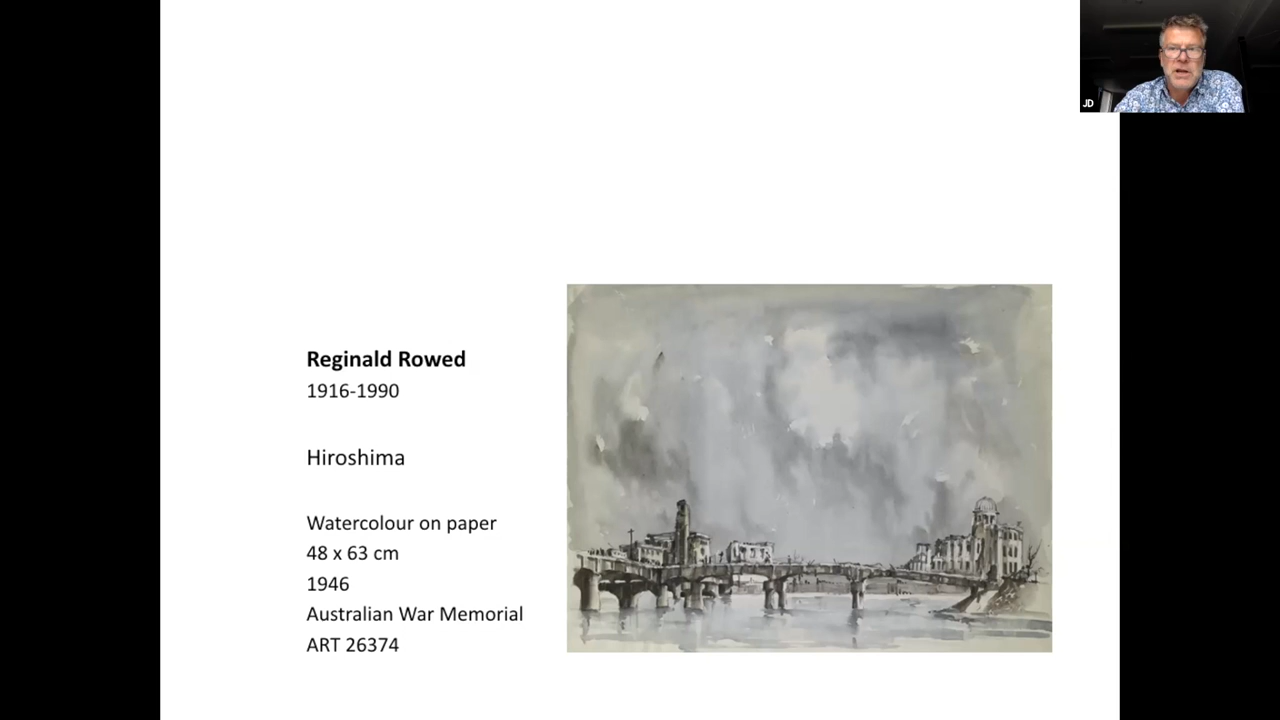 JD
Reginald Rowed
1916-1990
Hiroshima
Watercolour on paper
48 x 63 cm
1946
Australian War Memorial
ART 26374